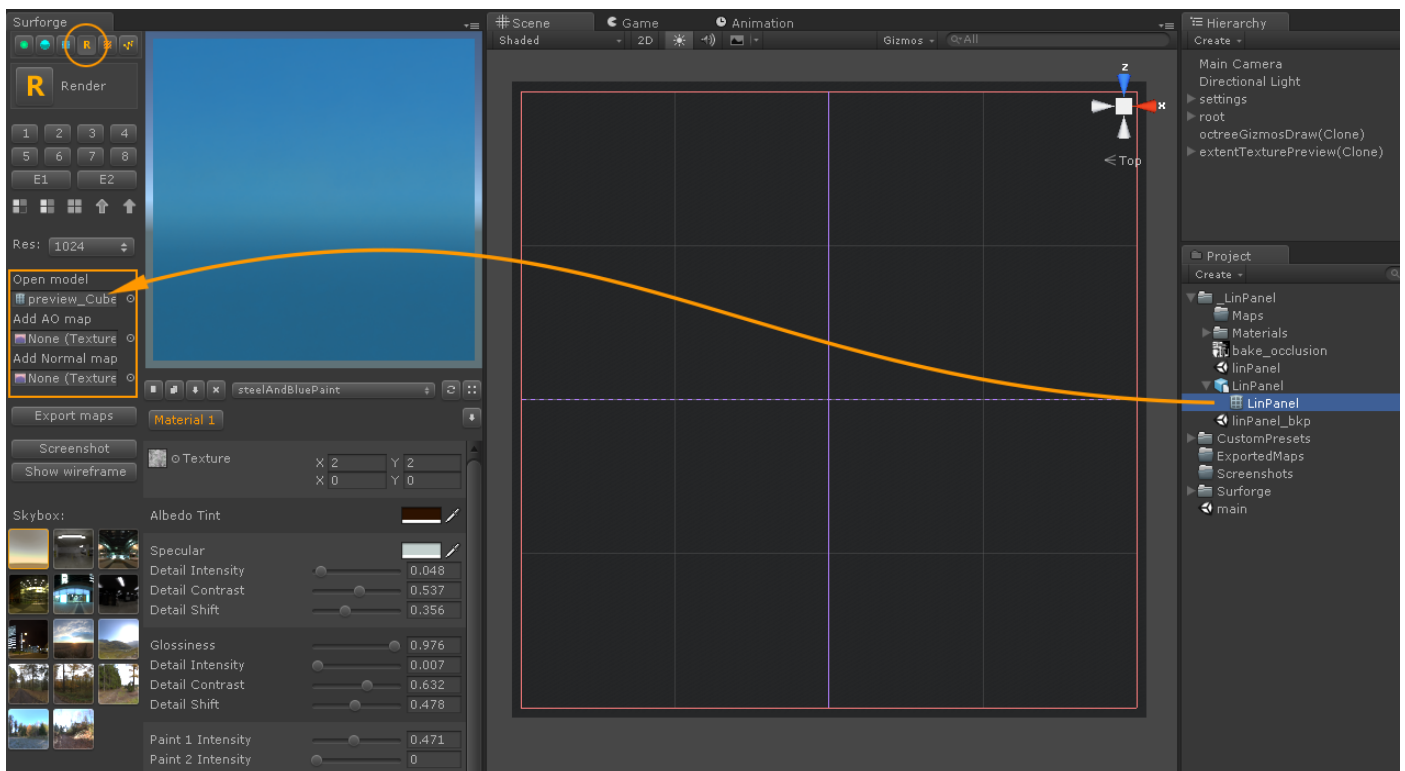 Surforge
R
R Render
1 2 3 4
5 6 7 8
E1 E2
Res: 1024
Open model
preview_Cube
Add AO map
None (Texture
Add Normal map
None (Texture
Export maps
Screenshot
Show wireframe
Skybox:
steelAndBluePaint
Material 1
Texture X 2 Y 2
X 0 Y 0
Albedo Tint
Specular
Detail Intensity 0.048
Detail Contrast 0.537
Detail Shift 0.356
Glossiness 0.976
Detail Intensity 0.007
Detail Contrast 0.632
Detail Shift 0.478
Paint 1 Intensity 0.471
Paint 2 Intensity 0
Scene Game Animation
Shaded 2D Gizmos All
z
x
Top
Hierarchy
Create
Main Camera
Directional Light
settings
root
octreeGizmosDraw(Clone)
extentTexturePreview(Clone)
Project
Create
_LinPanel
Maps
Materials
bake_occlusion
linPanel
LinPanel
LinPanel
linPanel_bkp
CustomPresets
ExportedMaps
Screenshots
Surforge
main